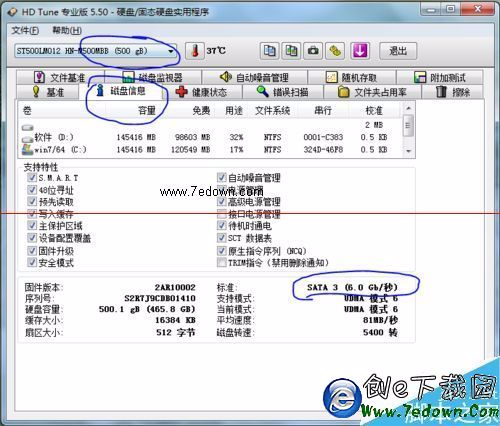 HD Tune 专业版 5.50 - 硬盘/固态硬盘实用程序
文件(F) 帮助(H)
ST500LM012 HN-M500MBB (500 gB) 37℃ 退出
文件基准 磁盘监视器 自动噪音管理 随机存取 附加测试
基准 磁盘信息 健康状态 错误扫描 文件夹占用率 擦除
卷 容量 免费 用途 文件系统 串行 校准
2 MB
软件 (D:) 145416 MB 98603 MB 32% NTFS 0001-C383 0.5 KB
win7/64 (C:) 145416 MB 120549 MB 17% NTFS 324D-46F8 0.5 KB
支持特性
S.M.A.R.T 自动噪音管理
48位寻址 电源管理
www.7edown.com
预先读取 高级电源管理
写入缓存 接口电源管理
主保护区域 待机时通电
设备配置覆盖 SCT 数据表
固件升级 原生指令序列 (NCQ)
安全模式 TRIM指令 (禁用删除通知)
固件版本: 2AR10002 标准: SATA 3 (6.0 Gb/秒)
序列号: S2RTJ9CDB01410 支持模式: UDMA 模式 6
硬盘容量: 500.1 gB (465.8 GB) 当前模式: UDMA 模式 6
缓存大小: 16384 KB 平均速度: 81MB/秒
扇区大小: 512 字节 磁盘转速: 5400 转
创e下载园
www.7edown.com